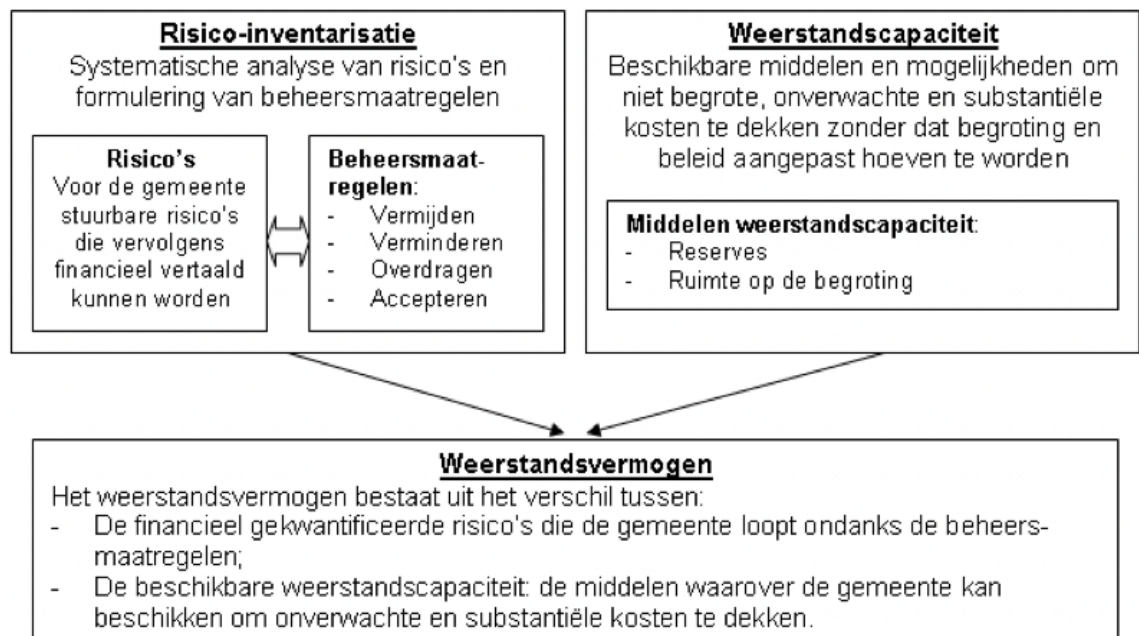 Risico-inventarisatie
Systematische analyse van risico's en
formulering van beheersmaatregelen
Risico's
Voor de gemeente
stuurbare risico's
die vervolgens
financieel vertaald
kunnen worden
Beheersmaat-
regelen:
- Vermijden
- Verminderen
- Overdragen
- Accepteren
Weerstandscapaciteit
Beschikbare middelen en mogelijkheden om
niet begrote, onverwachte en substantiële
kosten te dekken zonder dat begroting en
beleid aangepast hoeven te worden
Middelen weerstandscapaciteit:
- Reserves
- Ruimte op de begroting
Weerstandsvermogen
Het weerstandsvermogen bestaat uit het verschil tussen:
- De financieel gekwantificeerde risico's die de gemeente loopt ondanks de beheers-
maatregelen;
- De beschikbare weerstandscapaciteit: de middelen waarover de gemeente kan
beschikken om onverwachte en substantiële kosten te dekken.